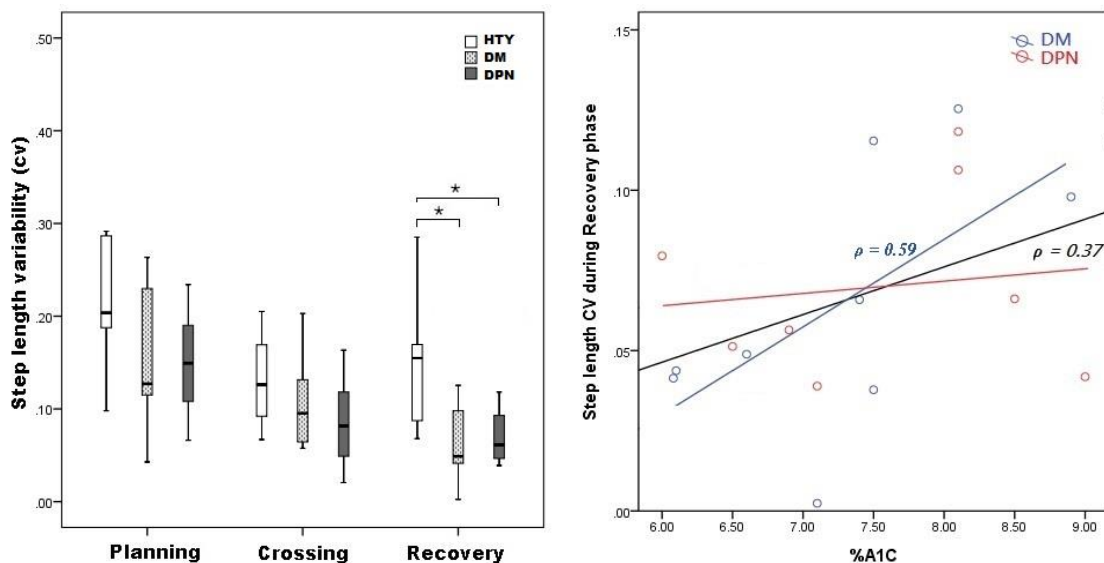 Step length variability (cv)
.50
.40
.30
.20
.10
.00
HTY
DM
DPN
*
*
Planning
Crossing
Recovery
Step length CV during Recovery phase
.15
.10
.05
.00
DM
DPN
ρ = 0.59
ρ = 0.37
6.00 6.50 7.00 7.50 8.00 8.50 9.00
%A1C